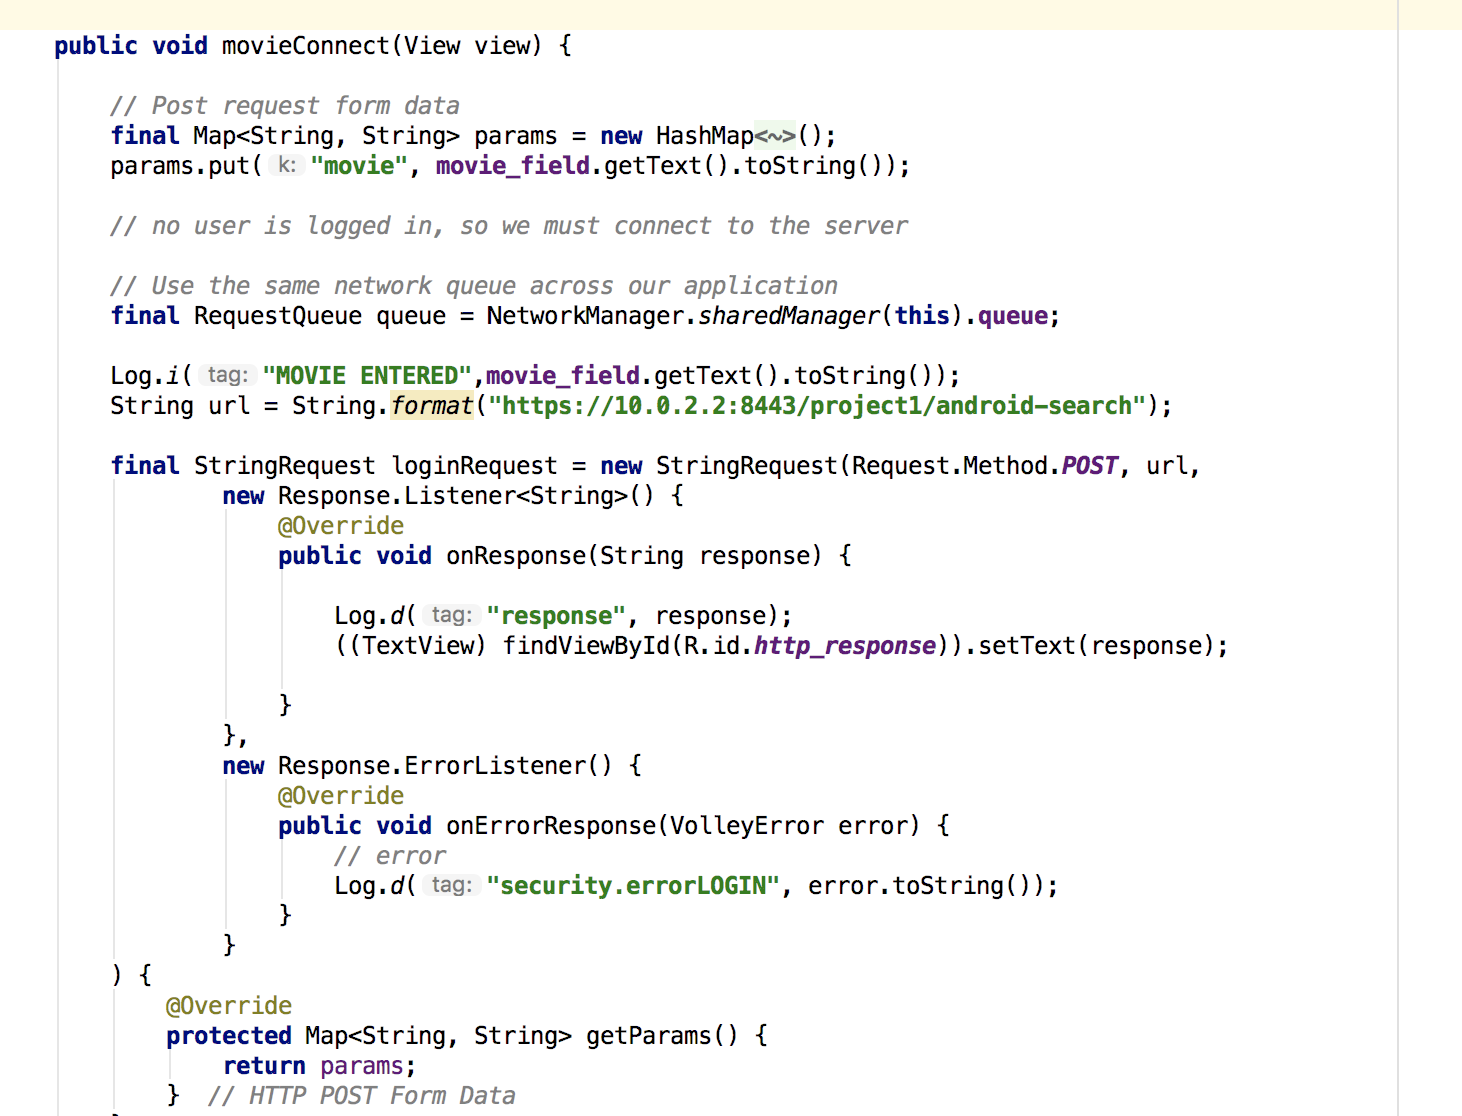 public void movieConnect(View view) {
// Post request form data
final Map<String, String> params = new HashMap<~>();
params.put( k: "movie", movie_field.getText().toString());
// no user is logged in, so we must connect to the server
// Use the same network queue across our application
final RequestQueue queue = NetworkManager.sharedManager(this).queue;
Log.i( tag: "MOVIE ENTERED",movie_field.getText().toString());
String url = String.format("https://10.0.2.2:8443/project1/android-search");
final StringRequest loginRequest = new StringRequest(Request.Method.POST, url,
new Response.Listener<String>() {
@Override
public void onResponse(String response) {
Log.d( tag: "response", response);
((TextView) findViewById(R.id.http_response)).setText(response);
}
},
new Response.ErrorListener() {
@Override
public void onErrorResponse(VolleyError error) {
// error
Log.d( tag: "security.errorLOGIN", error.toString());
}
}
) {
@Override
protected Map<String, String> getParams() {
return params;
} // HTTP POST Form Data